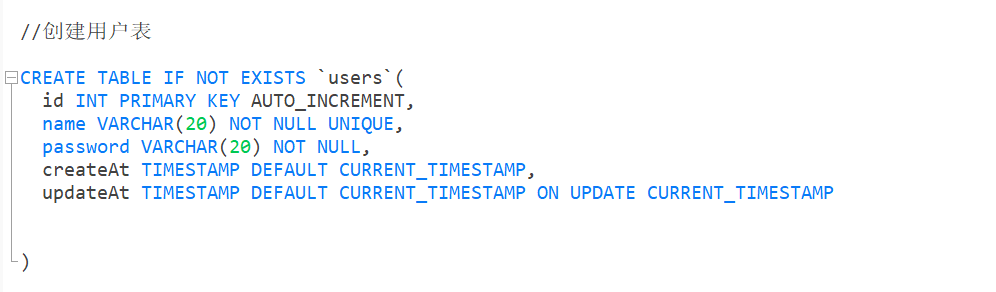 //创建用户表
CREATE TABLE IF NOT EXISTS `users`(
id INT PRIMARY KEY AUTO_INCREMENT,
name VARCHAR(20) NOT NULL UNIQUE,
password VARCHAR(20) NOT NULL,
createAt TIMESTAMP DEFAULT CURRENT_TIMESTAMP,
updateAt TIMESTAMP DEFAULT CURRENT_TIMESTAMP ON UPDATE CURRENT_TIMESTAMP
)